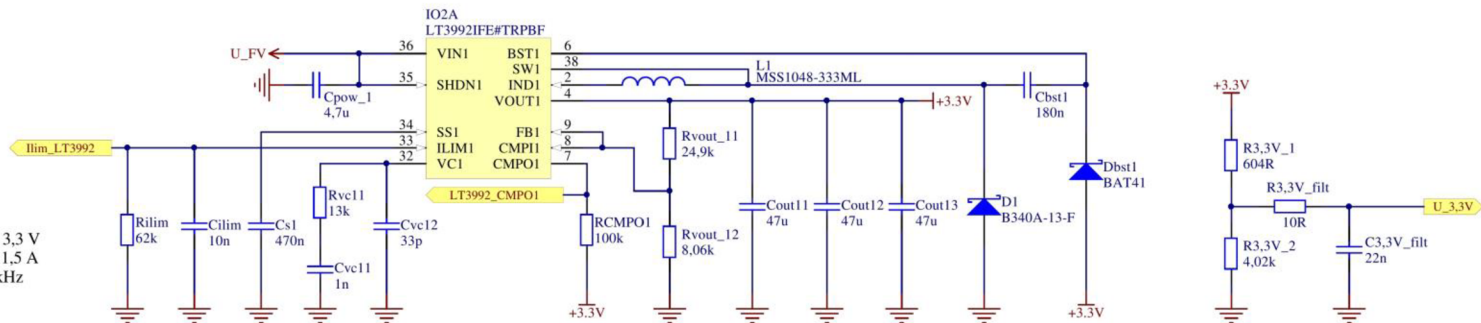 IO2A
LT3992IFE#TRPBF
U_FV
36
VIN1
BST1
6
SW1
38
35
SHDN1
IND1
2
L1
MSS1048-333ML
VOUT1
4
+3.3V
Cpow_1
4,7u
Cbst1
180n
34
SS1
FB1
9
Ilim_LT3992
33
ILIM1
CMPI1
8
32
VC1
CMPO1
7
Rvout_11
24,9k
LT3992_CMPO1
Dbst1
BAT41
Rvc11
13k
Rilim
62k
Cilim
10n
Cs1
470n
Cvc12
33p
RCMPO1
100k
Rvout_12
8,06k
Cout11
47u
Cout12
47u
Cout13
47u
D1
B340A-13-F
Cvc11
1n
+3.3V
+3.3V
3,3 V
1,5 A
kHz
+3.3V
R3,3V_1
604R
R3,3V_filt
10R
U_3,3V
R3,3V_2
4,02k
C3,3V_filt
22n